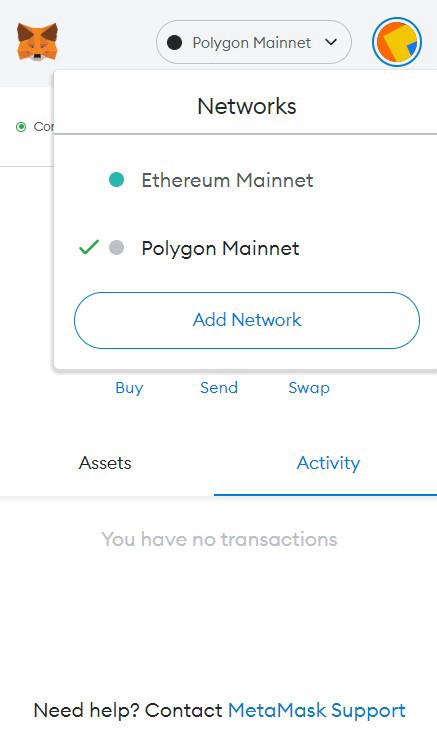 Polygon Mainnet
Networks
Ethereum Mainnet
Polygon Mainnet
Add Network
Buy Send Swap
Assets Activity
You have no transactions
Need help? Contact MetaMask Support